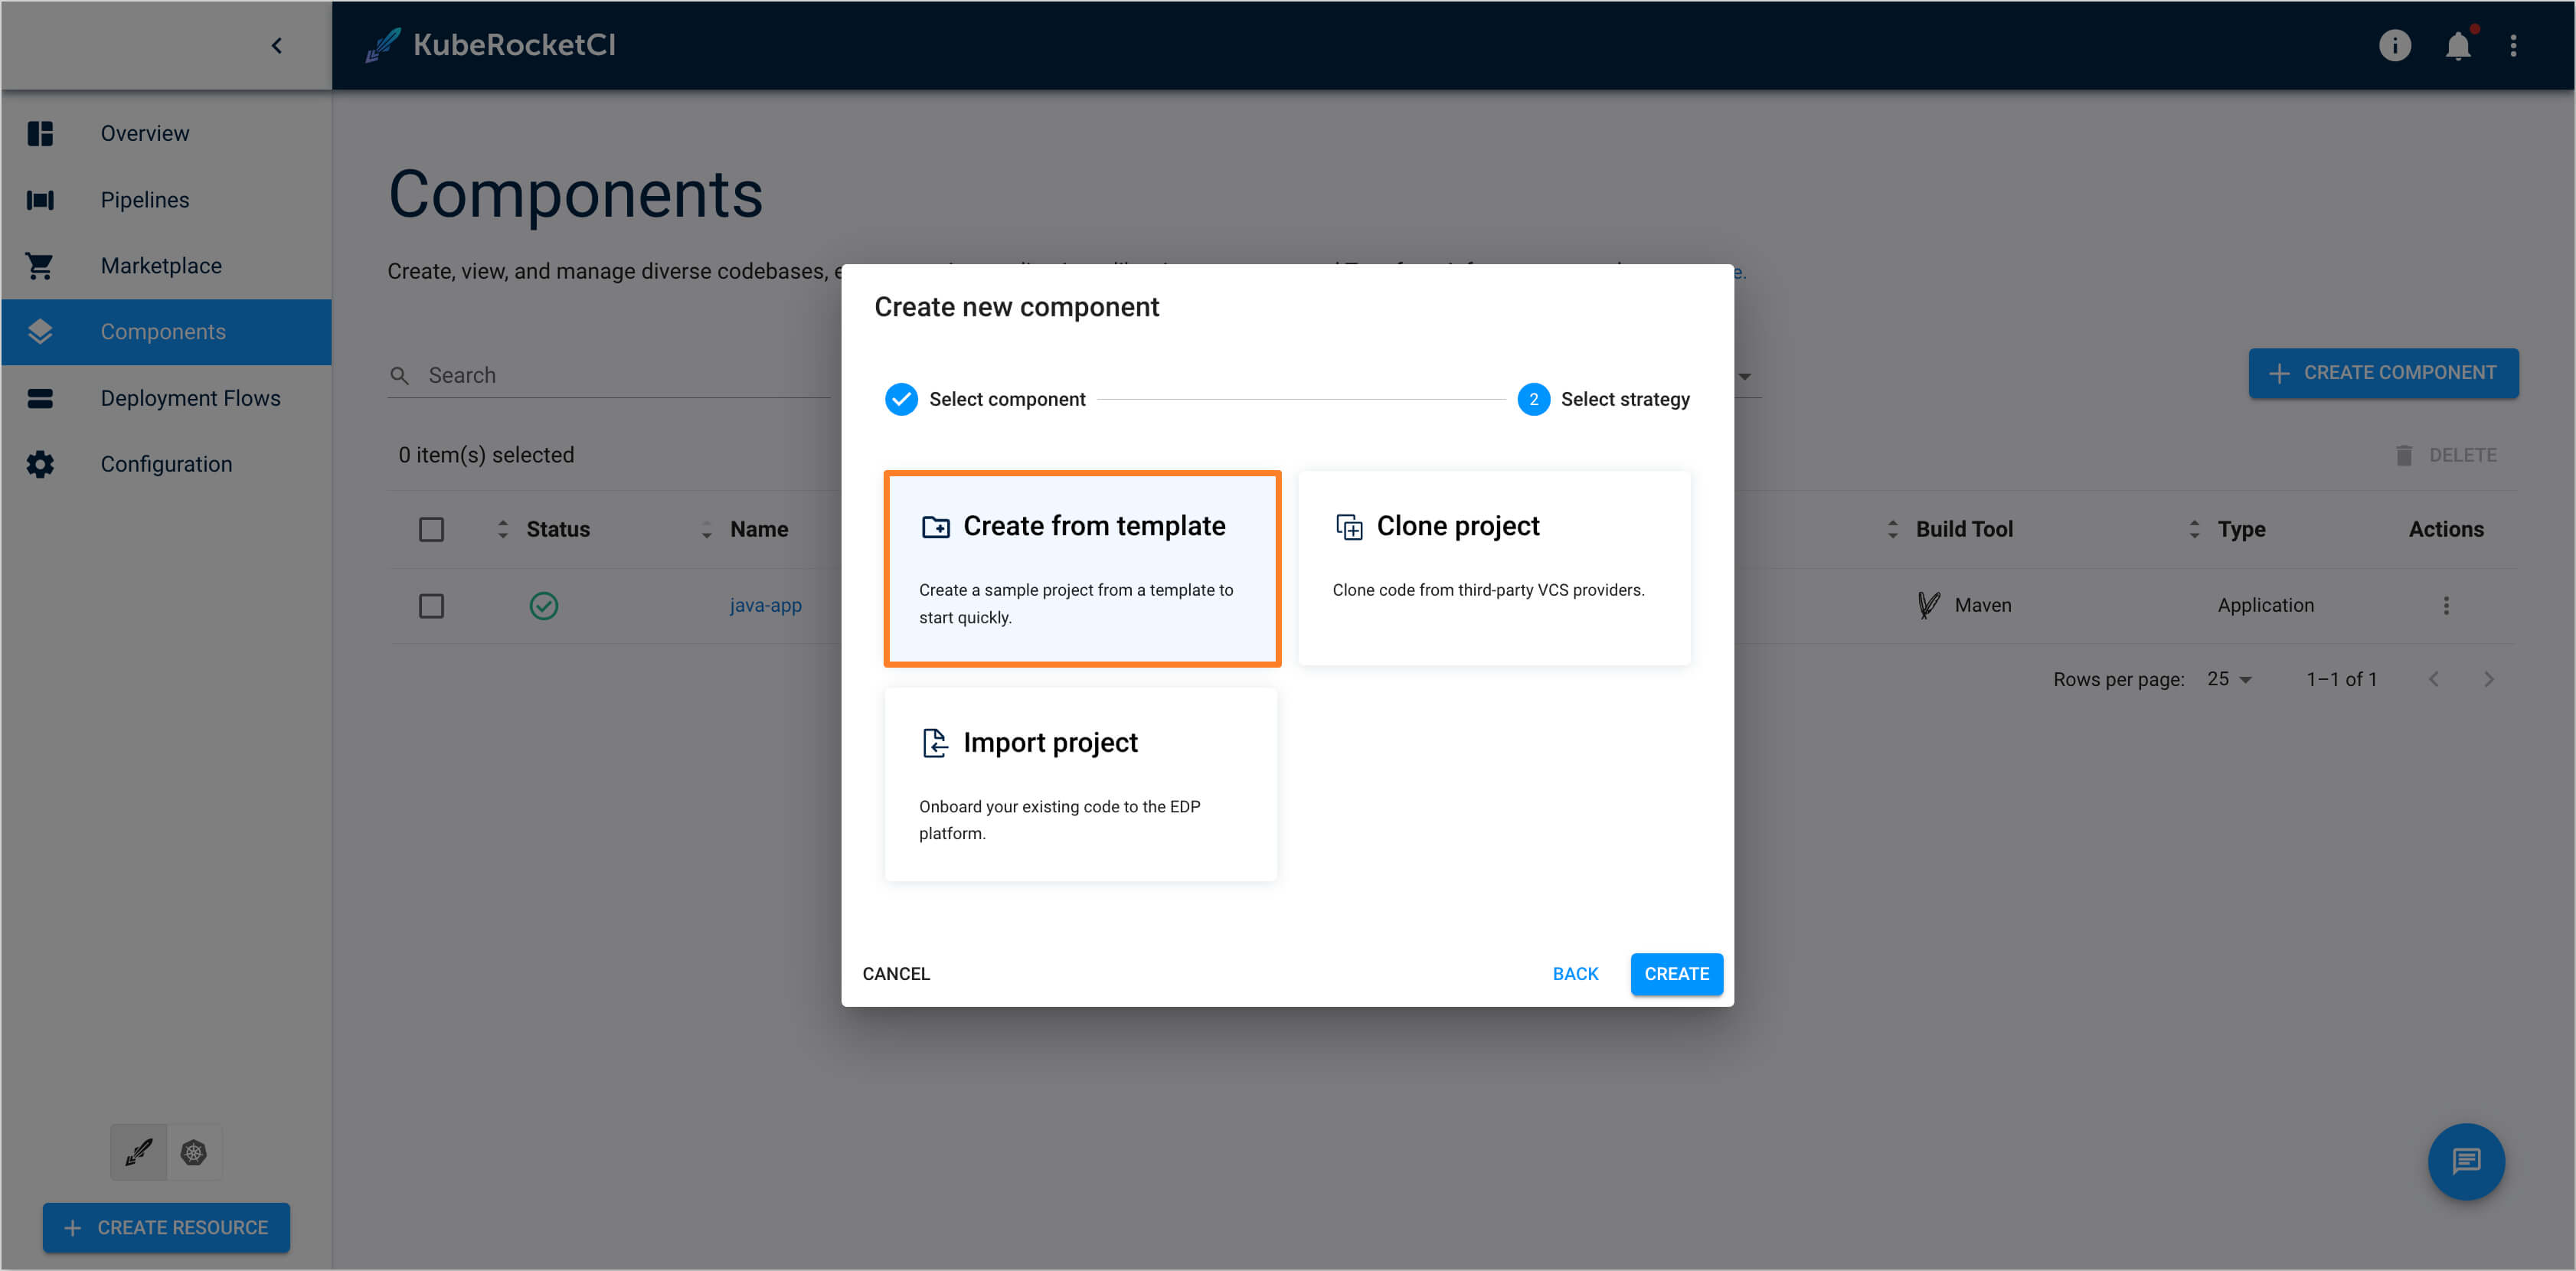 KubeRocketCI
Overview
Pipelines
Marketplace
Components
Deployment Flows
Configuration
CREATE RESOURCE
Components
Create, view, and manage diverse codebases, e
e.
Search
CREATE COMPONENT
0 item(s) selected
DELETE
Status
Name
Build Tool
Type
Actions
java-app
Maven
Application
Rows per page:
25
1–1 of 1
Create new component
Select component
2
Select strategy
Create from template
Create a sample project from a template to
start quickly.
Clone project
Clone code from third-party VCS providers.
Import project
Onboard your existing code to the EDP
platform.
CANCEL
BACK
CREATE